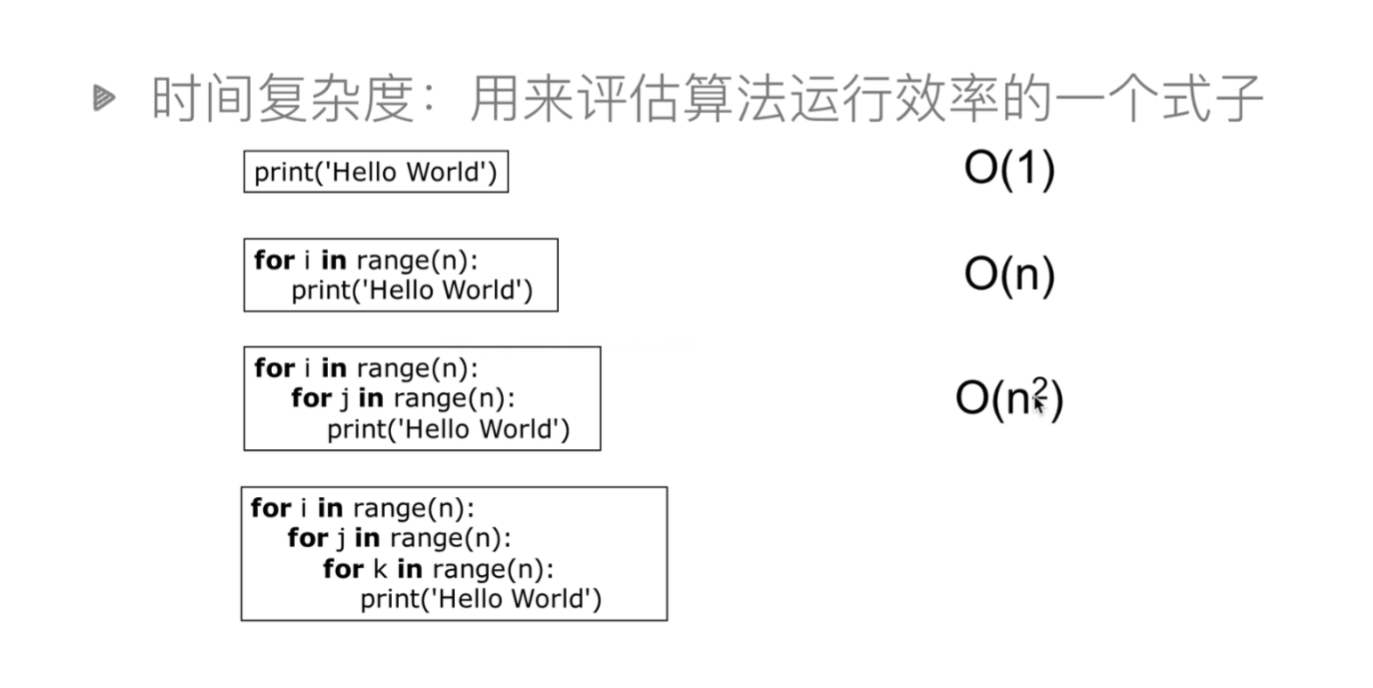 时间复杂度：用来评估算法运行效率的一个式子
print('Hello World')
O(1)
for i in range(n):
print('Hello World')
O(n)
for i in range(n):
for j in range(n):
print('Hello World')
O(n²)
for i in range(n):
for j in range(n):
for k in range(n):
print('Hello World')